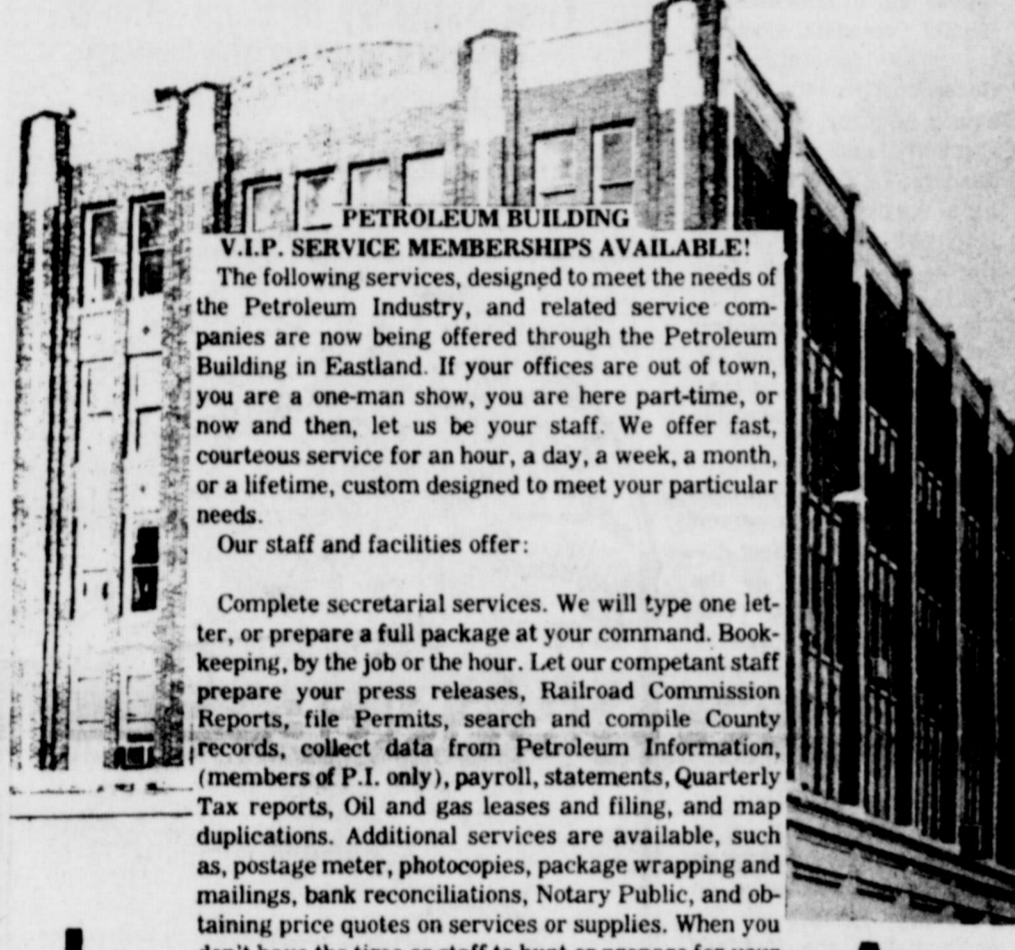 PETROLEUM BUILDING
V.I.P. SERVICE MEMBERSHIPS AVAILABLE!
The following services, designed to meet the needs of
the Petroleum Industry, and related service com-
panies are now being offered through the Petroleum
Building in Eastland. If your offices are out of town,
you are a one-man show, you are here part-time, or
now and then, let us be your staff. We offer fast,
courteous service for an hour, a day, a week, a month,
or a lifetime, custom designed to meet your particular
needs.
Our staff and facilities offer:
Complete secretarial services. We will type one let-
ter, or prepare a full package at your command. Book-
keeping, by the job or the hour. Let our competant staff
prepare your press releases, Railroad Commission
Reports, file Permits, search and compile County
records, collect data from Petroleum Information,
(members of P.I. only), payroll, statements, Quarterly
Tax reports, Oil and gas leases and filing, and map
duplications. Additional services are available, such
as, postage meter, photocopies, package wrapping and
mailings, bank reconciliations, Notary Public, and ob-
taining price quotes on services or supplies. When you